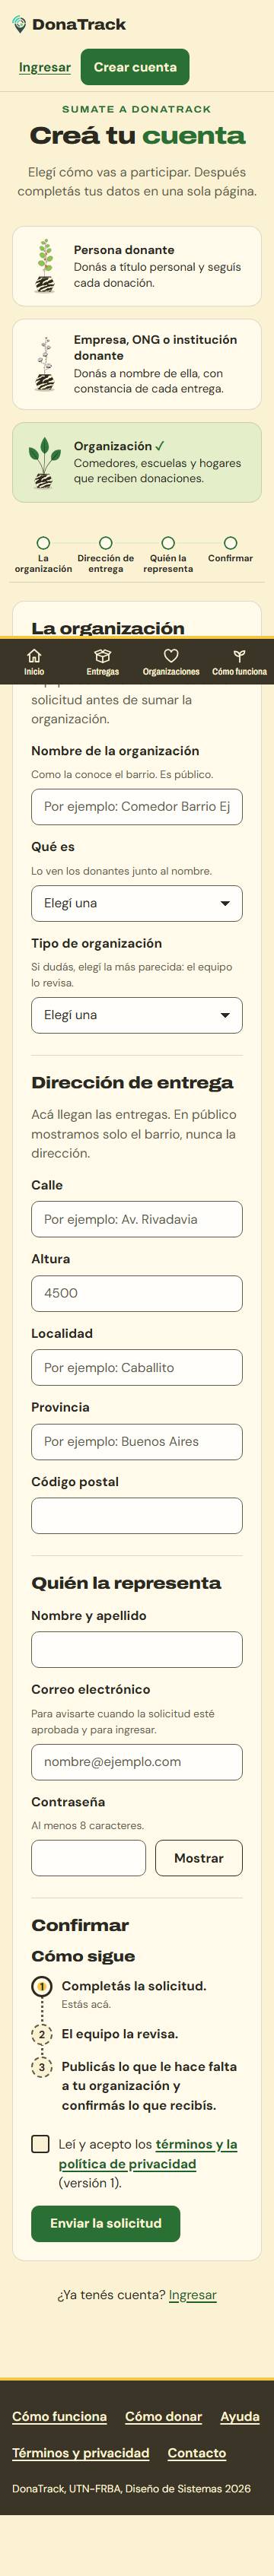 DonaTrack
Ingresar
Crear cuenta
SUMATE A DONATRACK
Creá tu cuenta
Elegí cómo vas a participar. Después
completás tus datos en una sola página.
Persona donante
Donás a título personal y seguís
cada donación.
Empresa, ONG o institución
donante
Donás a nombre de ella, con
constancia de cada entrega.
Organización ✓
Comedores, escuelas y hogares
que reciben donaciones.
La
organización
Dirección de
entrega
Quién la
representa
Confirmar
La organización
Inicio
Entregas
Organizaciones
Cómo funciona
solicitud antes de sumar la
organización.
Nombre de la organización
Como la conoce el barrio. Es público.
Por ejemplo: Comedor Barrio Ej
Qué es
Lo ven los donantes junto al nombre.
Elegí una
Tipo de organización
Si dudás, elegí la más parecida: el equipo
lo revisa.
Elegí una
Dirección de entrega
Acá llegan las entregas. En público
mostramos solo el barrio, nunca la
dirección.
Calle
Por ejemplo: Av. Rivadavia
Altura
4500
Localidad
Por ejemplo: Caballito
Provincia
Por ejemplo: Buenos Aires
Código postal
Quién la representa
Nombre y apellido
Correo electrónico
Para avisarte cuando la solicitud esté
aprobada y para ingresar.
nombre@ejemplo.com
Contraseña
Al menos 8 caracteres.
Mostrar
Confirmar
Cómo sigue
1
Completás la solicitud.
Estás acá.
2
El equipo la revisa.
3
Publicás lo que le hace falta
a tu organización y
confirmás lo que recibís.
Leí y acepto los términos y la
política de privacidad
(versión 1).
Enviar la solicitud
¿Ya tenés cuenta? Ingresar
Cómo funciona
Cómo donar
Ayuda
Términos y privacidad
Contacto
DonaTrack, UTN-FRBA, Diseño de Sistemas 2026